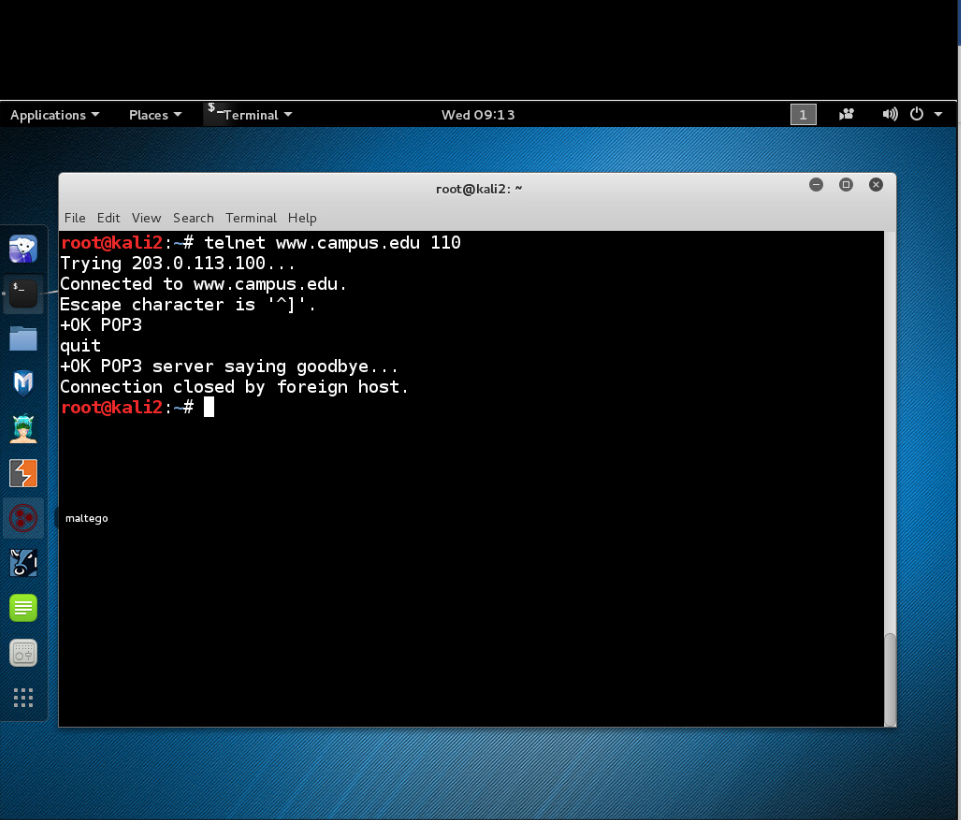 Applications Places Terminal Wed 09:13 1
root@kali2: ~
File Edit View Search Terminal Help
root@kali2:~# telnet www.campus.edu 110
Trying 203.0.113.100...
Connected to www.campus.edu.
Escape character is '^]'.
+OK POP3
quit
+OK POP3 server saying goodbye...
Connection closed by foreign host.
root@kali2:~#
maltego